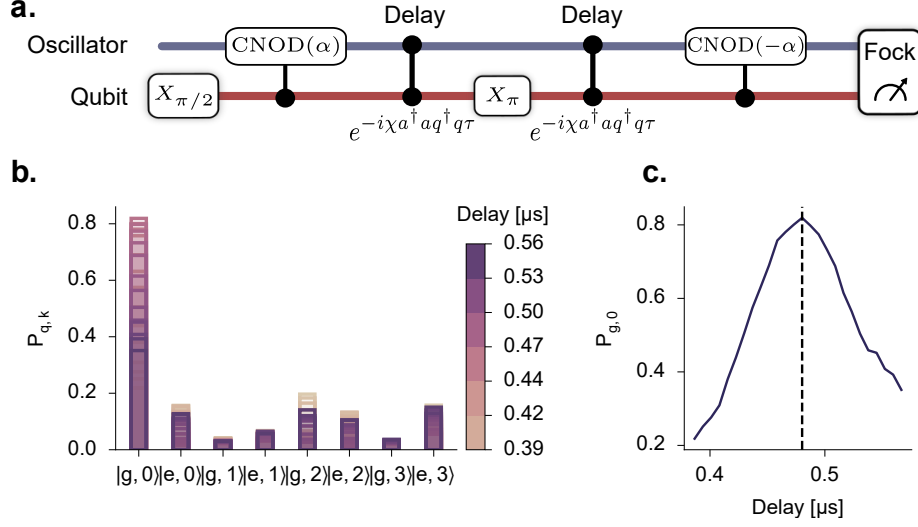 a.
Delay Delay
Oscillator CNOD(α) CNOD(−α) Fock
Qubit X_{π/2} X_π
e^{-iχa†aq†qτ} e^{-iχa†aq†qτ}
b.
P_{q,k}
0.8
0.6
0.4
0.2
0.0
|g, 0⟩|e, 0⟩|g, 1⟩|e, 1⟩|g, 2⟩|e, 2⟩|g, 3⟩|e, 3⟩
Delay [µs]
0.56
0.53
0.50
0.47
0.44
0.42
0.39
c.
P_{g,0}
0.8
0.6
0.4
0.2
0.4 0.5
Delay [µs]